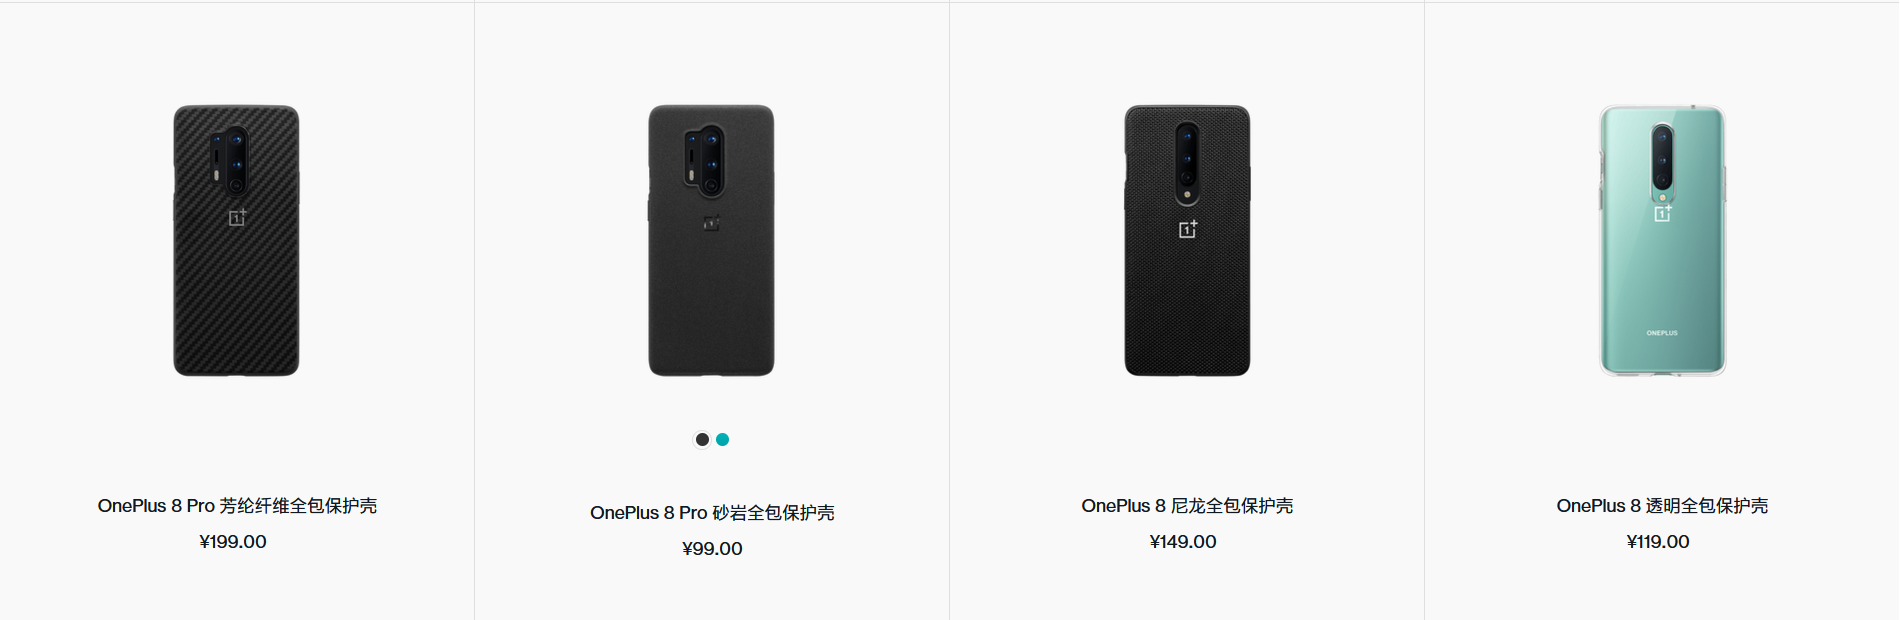 ONEPLUS
OnePlus 8 Pro 芳纶纤维全包保护壳
¥199.00
OnePlus 8 Pro 砂岩全包保护壳
¥99.00
OnePlus 8 尼龙全包保护壳
¥149.00
OnePlus 8 透明全包保护壳
¥119.00